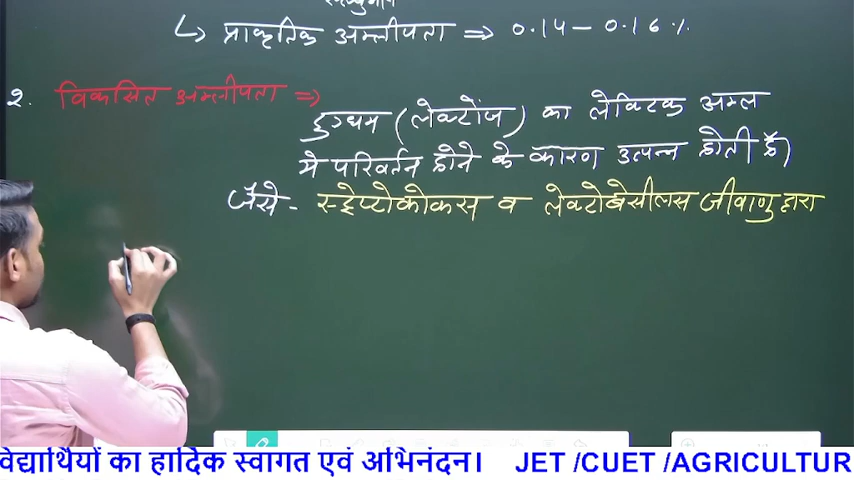 ↳ प्राकृतिक अम्लीयता ⇒ 0.14 – 0.16 %
2. विकसित अम्लीयता ⇒
दुग्धम (लेक्टोज) का लेक्टिक अम्ल
मे परिवर्तन होने के कारण उत्पन्न होती है)
जैसे - स्ट्रेप्टोकोकस व लेक्टोबेसीलस जीवाणु द्वारा
वेद्यार्थियों का हार्दिक स्वागत एवं अभिनंदन। JET /CUET /AGRICULTUR